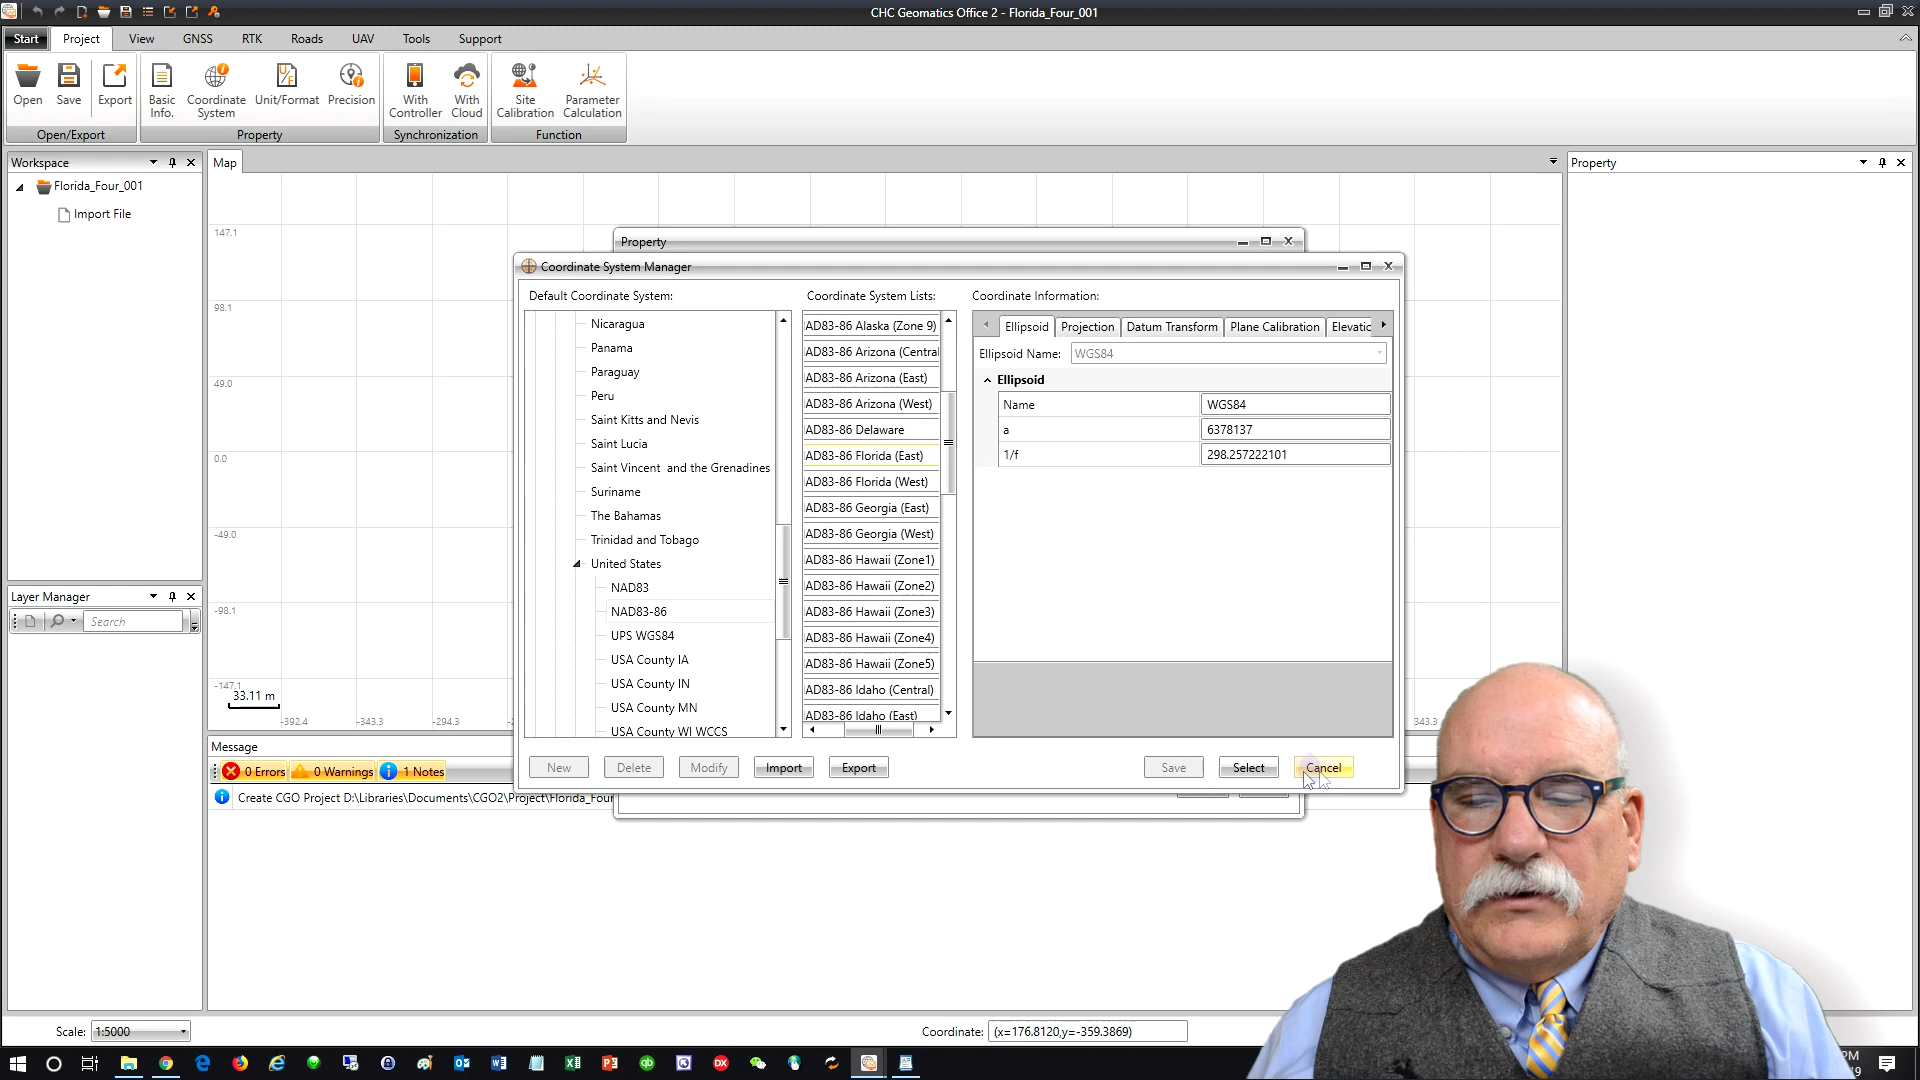 CHC Geomatics Office 2 - Florida_Four_001
Start Project View GNSS RTK Roads UAV Tools Support
Open Save Export Basic Info. Coordinate System Unit/Format Precision With Controller With Cloud Site Calibration Parameter Calculation
Open/Export Property Synchronization Function
Workspace
Florida_Four_001
Import File
Map
Property
147.1
98.1
49.0
0.0
-49.0
-98.1
-147.1
33.11 m
-392.4 -343.3 -294.3 343.3
Property
Coordinate System Manager
Default Coordinate System:
Nicaragua
Panama
Paraguay
Peru
Saint Kitts and Nevis
Saint Lucia
Saint Vincent and the Grenadines
Suriname
The Bahamas
Trinidad and Tobago
United States
NAD83
NAD83-86
UPS WGS84
USA County IA
USA County IN
USA County MN
USA County WI WCCS
Coordinate System Lists:
AD83-86 Alaska (Zone 9)
AD83-86 Arizona (Central
AD83-86 Arizona (East)
AD83-86 Arizona (West)
AD83-86 Delaware
AD83-86 Florida (East)
AD83-86 Florida (West)
AD83-86 Georgia (East)
AD83-86 Georgia (West)
AD83-86 Hawaii (Zone1)
AD83-86 Hawaii (Zone2)
AD83-86 Hawaii (Zone3)
AD83-86 Hawaii (Zone4)
AD83-86 Hawaii (Zone5)
AD83-86 Idaho (Central)
AD83-86 Idaho (East)
Coordinate Information:
Ellipsoid Projection Datum Transform Plane Calibration Elevatic
Ellipsoid Name: WGS84
Ellipsoid
Name WGS84
a 6378137
1/f 298.257222101
New Delete Modify Import Export Save Select Cancel
Layer Manager
Search
Message
0 Errors 0 Warnings 1 Notes
Create CGO Project D:\Libraries\Documents\CGO2\Project\Florida_Four
Scale: 1:5000
Coordinate: (x=176.8120,y=-359.3869)
PM
19